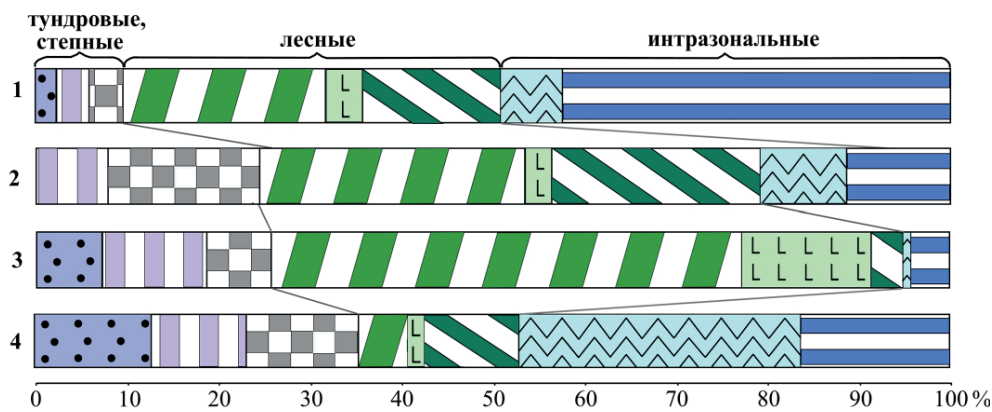 тундровые,
степные
лесные
интразональные
1
L
L
2
L
L
3
L L L L L
L L L L L
4
L
L
0 10 20 30 40 50 60 70 80 90 100 %